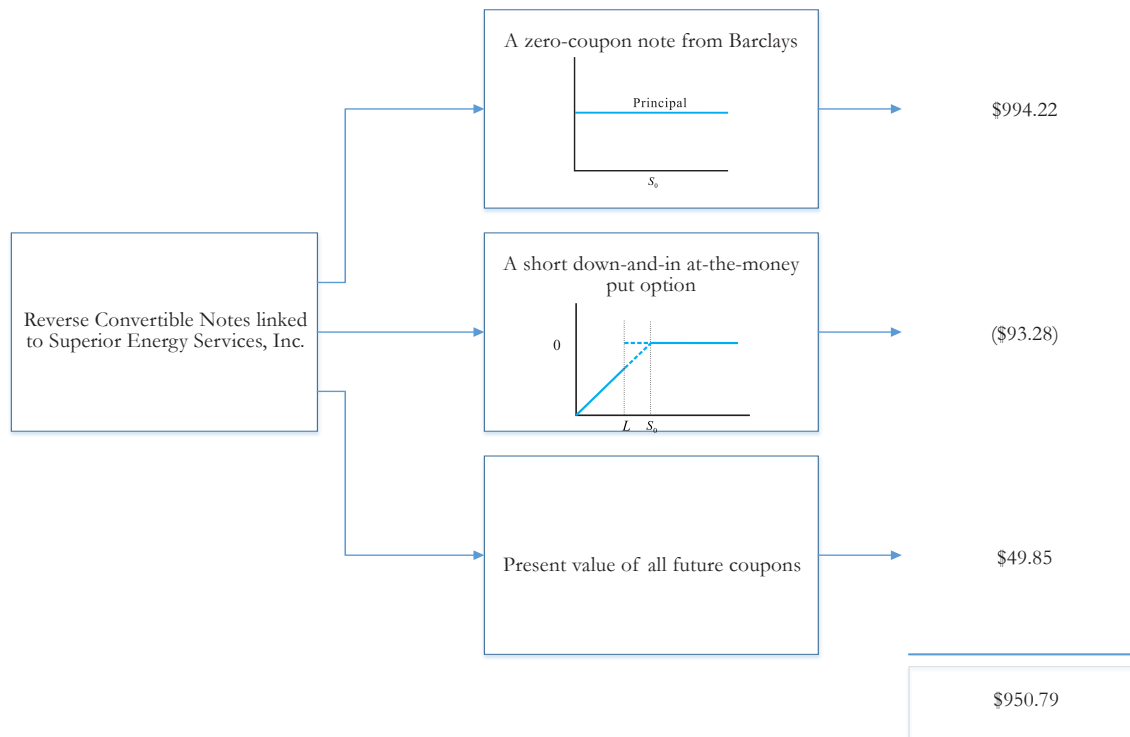 A zero-coupon note from Barclays
Principal
S₀
$994.22
Reverse Convertible Notes linked
to Superior Energy Services, Inc.
A short down-and-in at-the-money
put option
0
L S₀
($93.28)
Present value of all future coupons
$49.85
$950.79